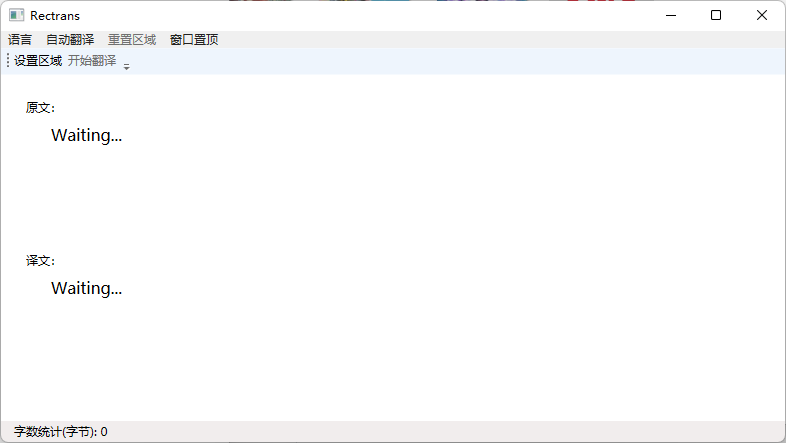 Rectrans
语言 自动翻译 重置区域 窗口置顶
设置区域 开始翻译
原文:
Waiting...
译文:
Waiting...
字数统计(字节): 0